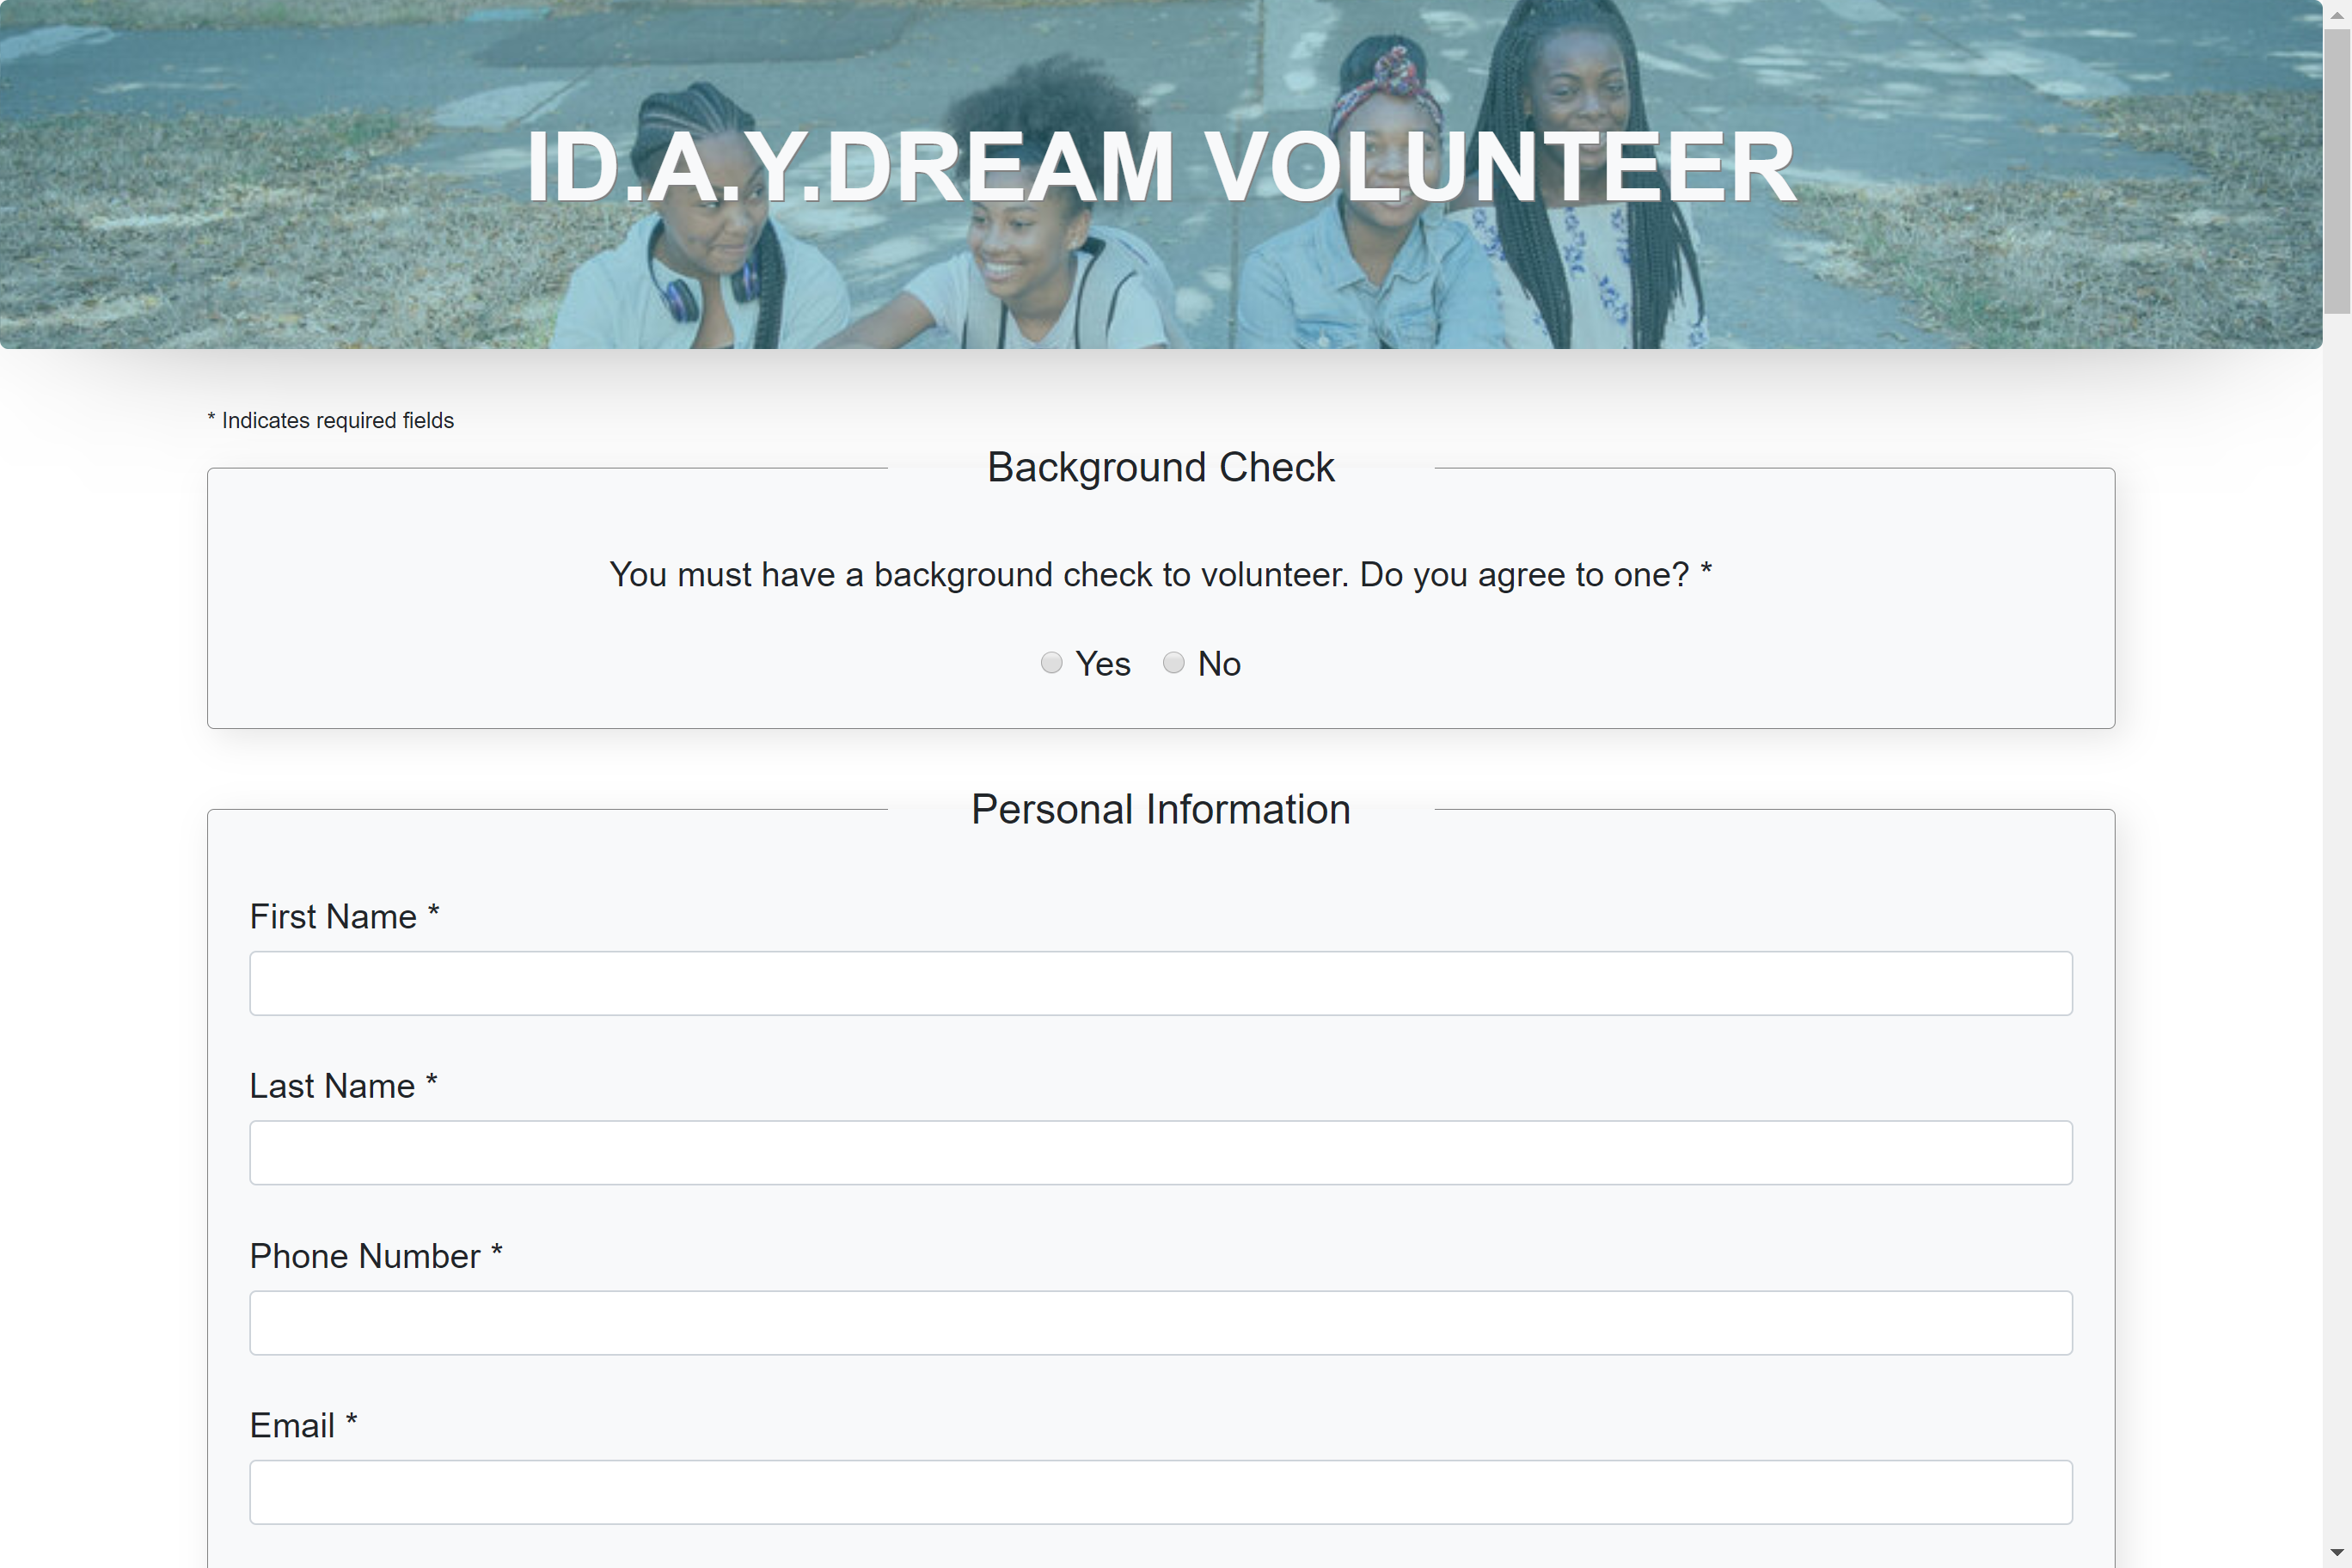 ID.A.Y.DREAM VOLUNTEER
* Indicates required fields
Background Check
You must have a background check to volunteer. Do you agree to one? *
Yes No
Personal Information
First Name *
Last Name *
Phone Number *
Email *